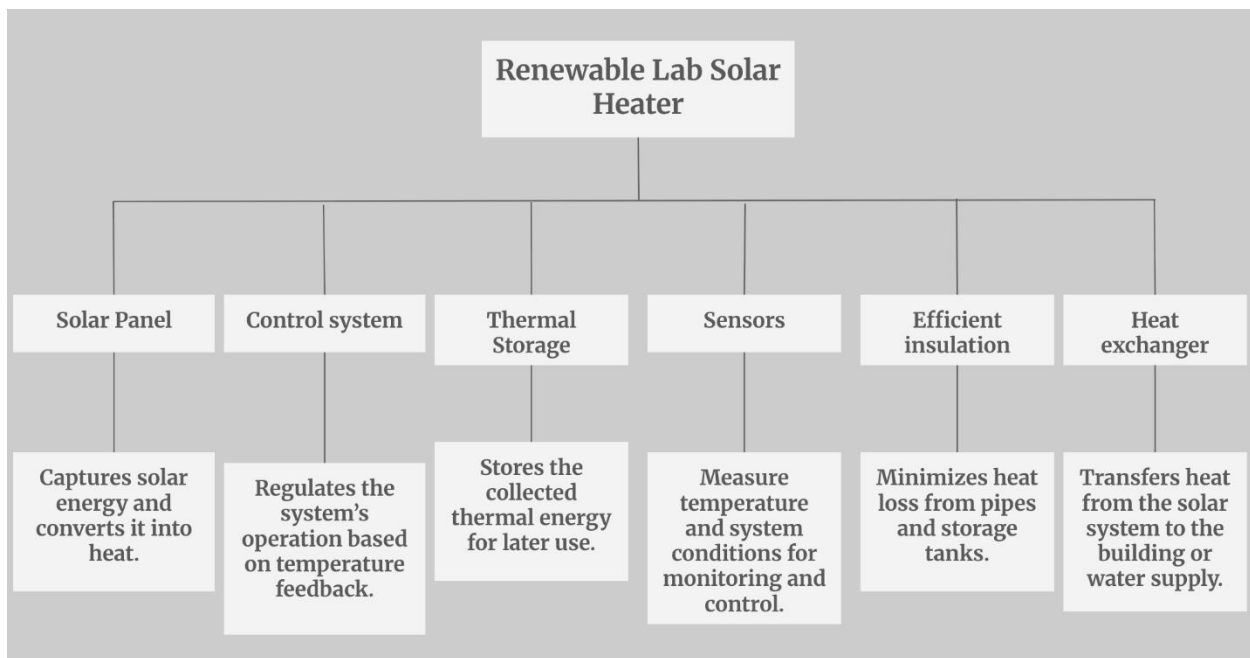 Renewable Lab Solar
Heater
Solar Panel
Control system
Thermal
Storage
Sensors
Efficient
insulation
Heat
exchanger
Captures solar
energy and
converts it into
heat.
Regulates the
system’s
operation based
on temperature
feedback.
Stores the
collected
thermal energy
for later use.
Measure
temperature
and system
conditions for
monitoring and
control.
Minimizes heat
loss from pipes
and storage
tanks.
Transfers heat
from the solar
system to the
building or
water supply.